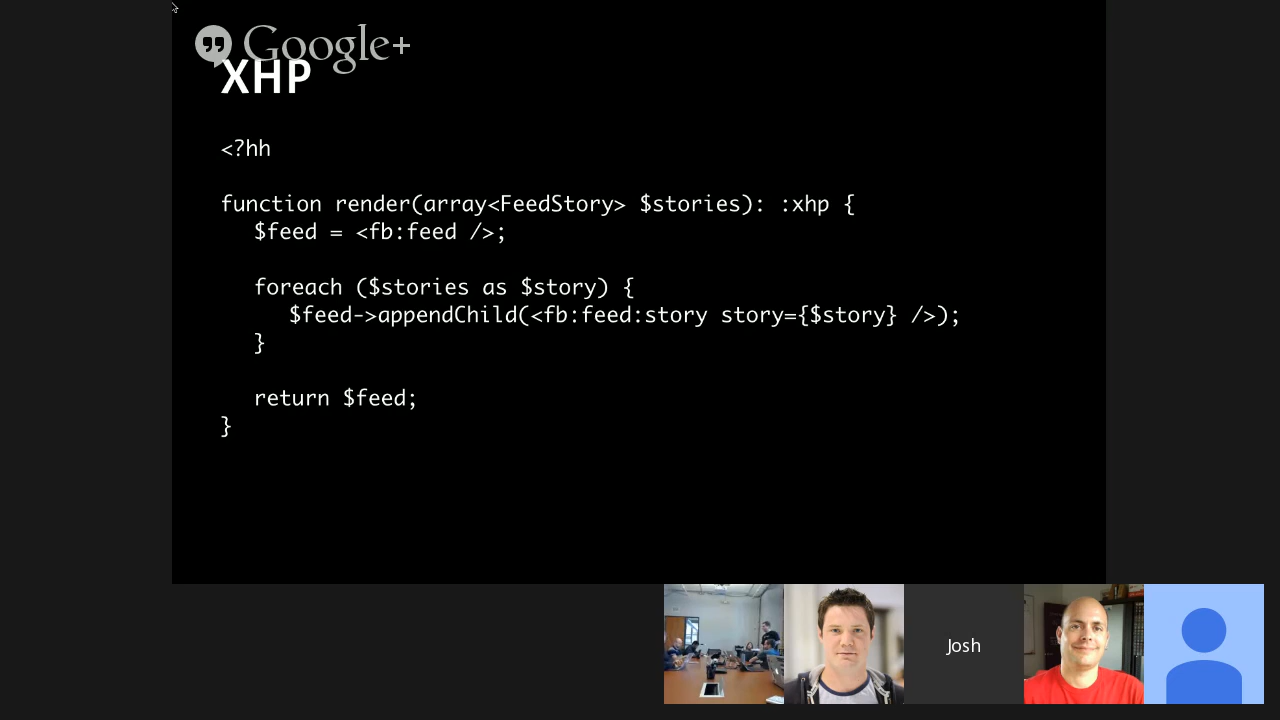 Google+
XHP
<?hh
function render(array<FeedStory> $stories): :xhp {
$feed = <fb:feed />;
foreach ($stories as $story) {
$feed->appendChild(<fb:feed:story story={$story} />);
}
return $feed;
}
Josh